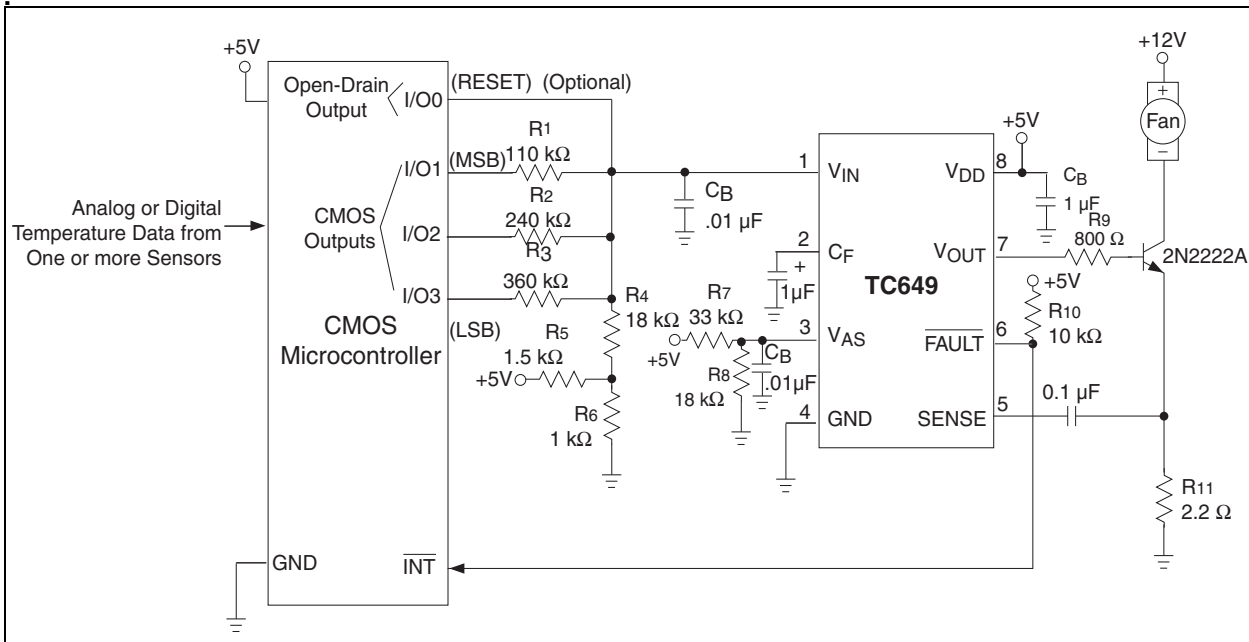 +5V
Open-Drain
Output
I/O0
(RESET) (Optional)
R1
110 kΩ
(MSB)
I/O1
R2
240 kΩ
CMOS
Outputs
I/O2
R3
360 kΩ
I/O3
(LSB)
Analog or Digital
Temperature Data from
One or more Sensors
CMOS
Microcontroller
R4
18 kΩ
R5
1.5 kΩ
+5V
R6
1 kΩ
GND
INT
CB
.01 µF
1
VIN
2
CF
+
1µF
R7
33 kΩ
3
VAS
+5V
CB
.01µF
R8
18 kΩ
4
GND
TC649
VDD
8
+5V
CB
1 µF
R9
800 Ω
VOUT
7
2N2222A
+5V
R10
10 kΩ
6
FAULT
0.1 µF
SENSE
5
R11
2.2 Ω
+12V
+
Fan
–